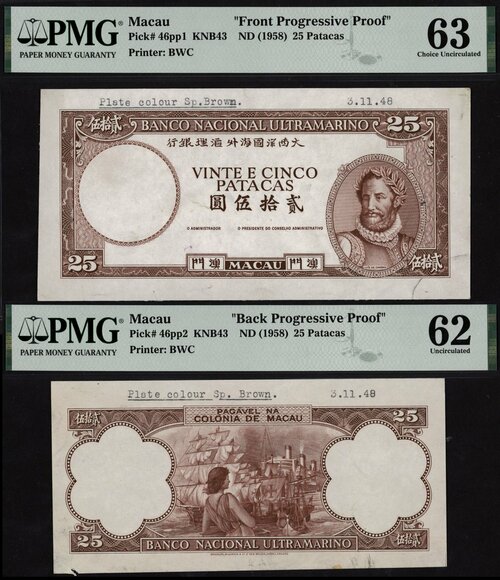 PMG
PAPER MONEY GUARANTY
Macau
Pick# 46pp1 KNB43
Printer: BWC
"Front Progressive Proof"
ND (1958) 25 Patacas
63
Choice Uncirculated
Plate colour Sp.Brown.
3.11.48
伍拾貳
BANCO NACIONAL ULTRAMARINO
25
行銀理滙外海國洋西大
VINTE E CINCO
PATACAS
圓伍拾貳
O ADMINISTRADOR
O PRESIDENTE DO CONSELHO ADMINISTRATIVO
25
門澳
MACAU
門澳
伍拾貳
PMG
PAPER MONEY GUARANTY
Macau
Pick# 46pp2 KNB43
Printer: BWC
"Back Progressive Proof"
ND (1958) 25 Patacas
62
Uncirculated
Plate colour Sp. Brown.
3.11.48
伍拾貳
PAGÁVEL NA
COLÓNIA DE MACAU
25
25
BANCO NACIONAL ULTRAMARINO
伍拾貳